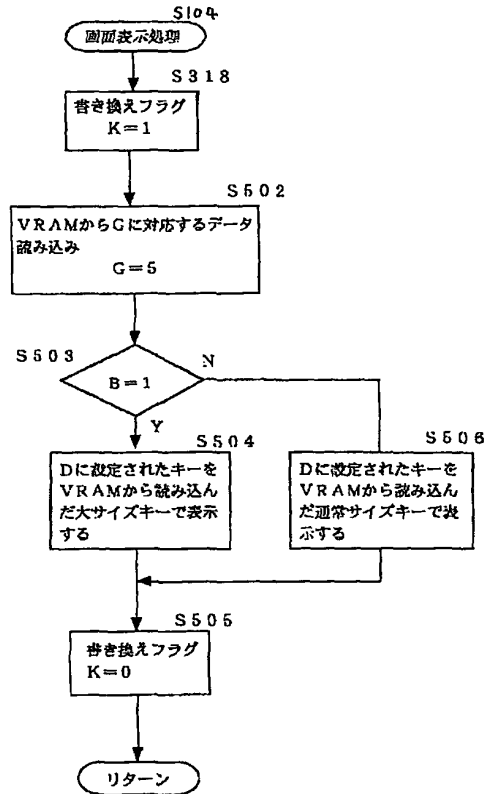 S104
画面表示処理
S318
書き換えフラグ
K=1
S502
VRAMからGに対応するデータ
読み込み
G=5
S503
B=1
N
Y
S504
Dに設定されたキーを
VRAMから読み込ん
だ大サイズキーで表示
する
S506
Dに設定されたキーを
VRAMから読み込ん
だ通常サイズキーで表
示する
S505
書き換えフラグ
K=0
リターン